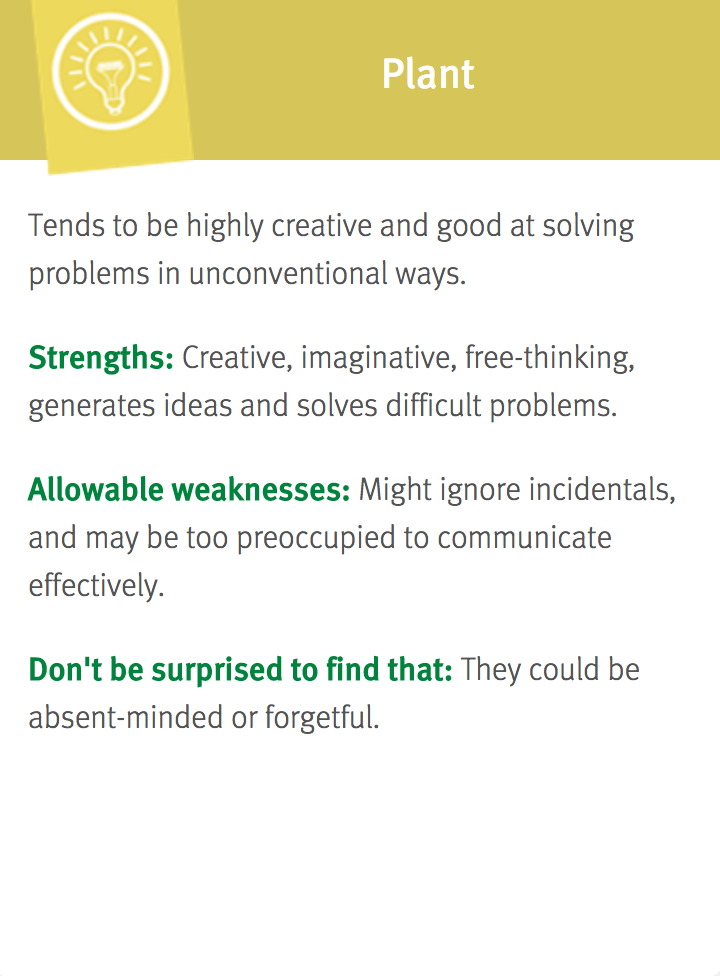 Plant
Tends to be highly creative and good at solving
problems in unconventional ways.
Strengths: Creative, imaginative, free-thinking,
generates ideas and solves difficult problems.
Allowable weaknesses: Might ignore incidentals,
and may be too preoccupied to communicate
effectively.
Don't be surprised to find that: They could be
absent-minded or forgetful.